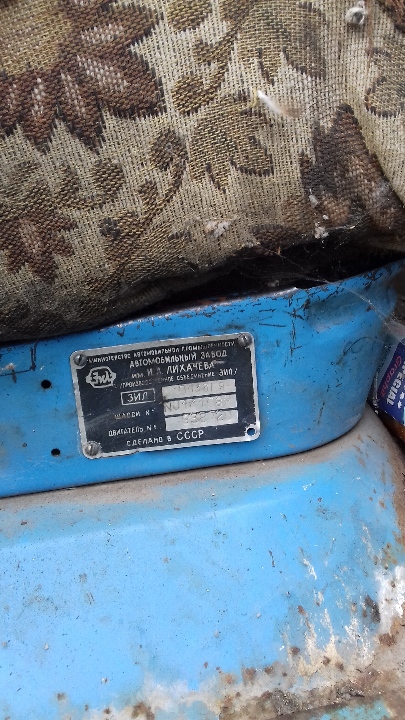 МИНИСТЕРСТВО АВТОМОБИЛЬНОЙ ПРОМЫШЛЕННОСТИ
АВТОМОБИЛЬНЫЙ ЗАВОД
ИМ. И.А. ЛИХАЧЕВА
(ПРОИЗВОДСТВЕННОЕ ОБЪЕДИНЕНИЕ ЗИЛ)
ЗИЛ
ШАССИ №
ДВИГАТЕЛЬ №
СДЕЛАНО В СССР